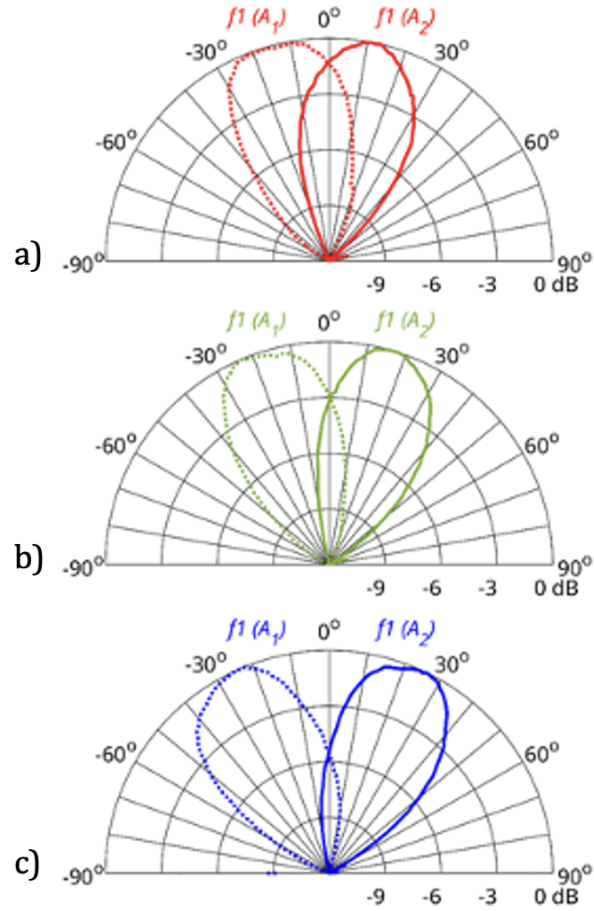 f1 (A1) 0° f1 (A2)
-30° 30°
-60° 60°
a) -90° 90°
-9 -6 -3 0 dB
f1 (A1) 0° f1 (A2)
-30° 30°
-60° 60°
b) -90° 90°
-9 -6 -3 0 dB
f1 (A1) 0° f1 (A2)
-30° 30°
-60° 60°
c) -90° 90°
-9 -6 -3 0 dB